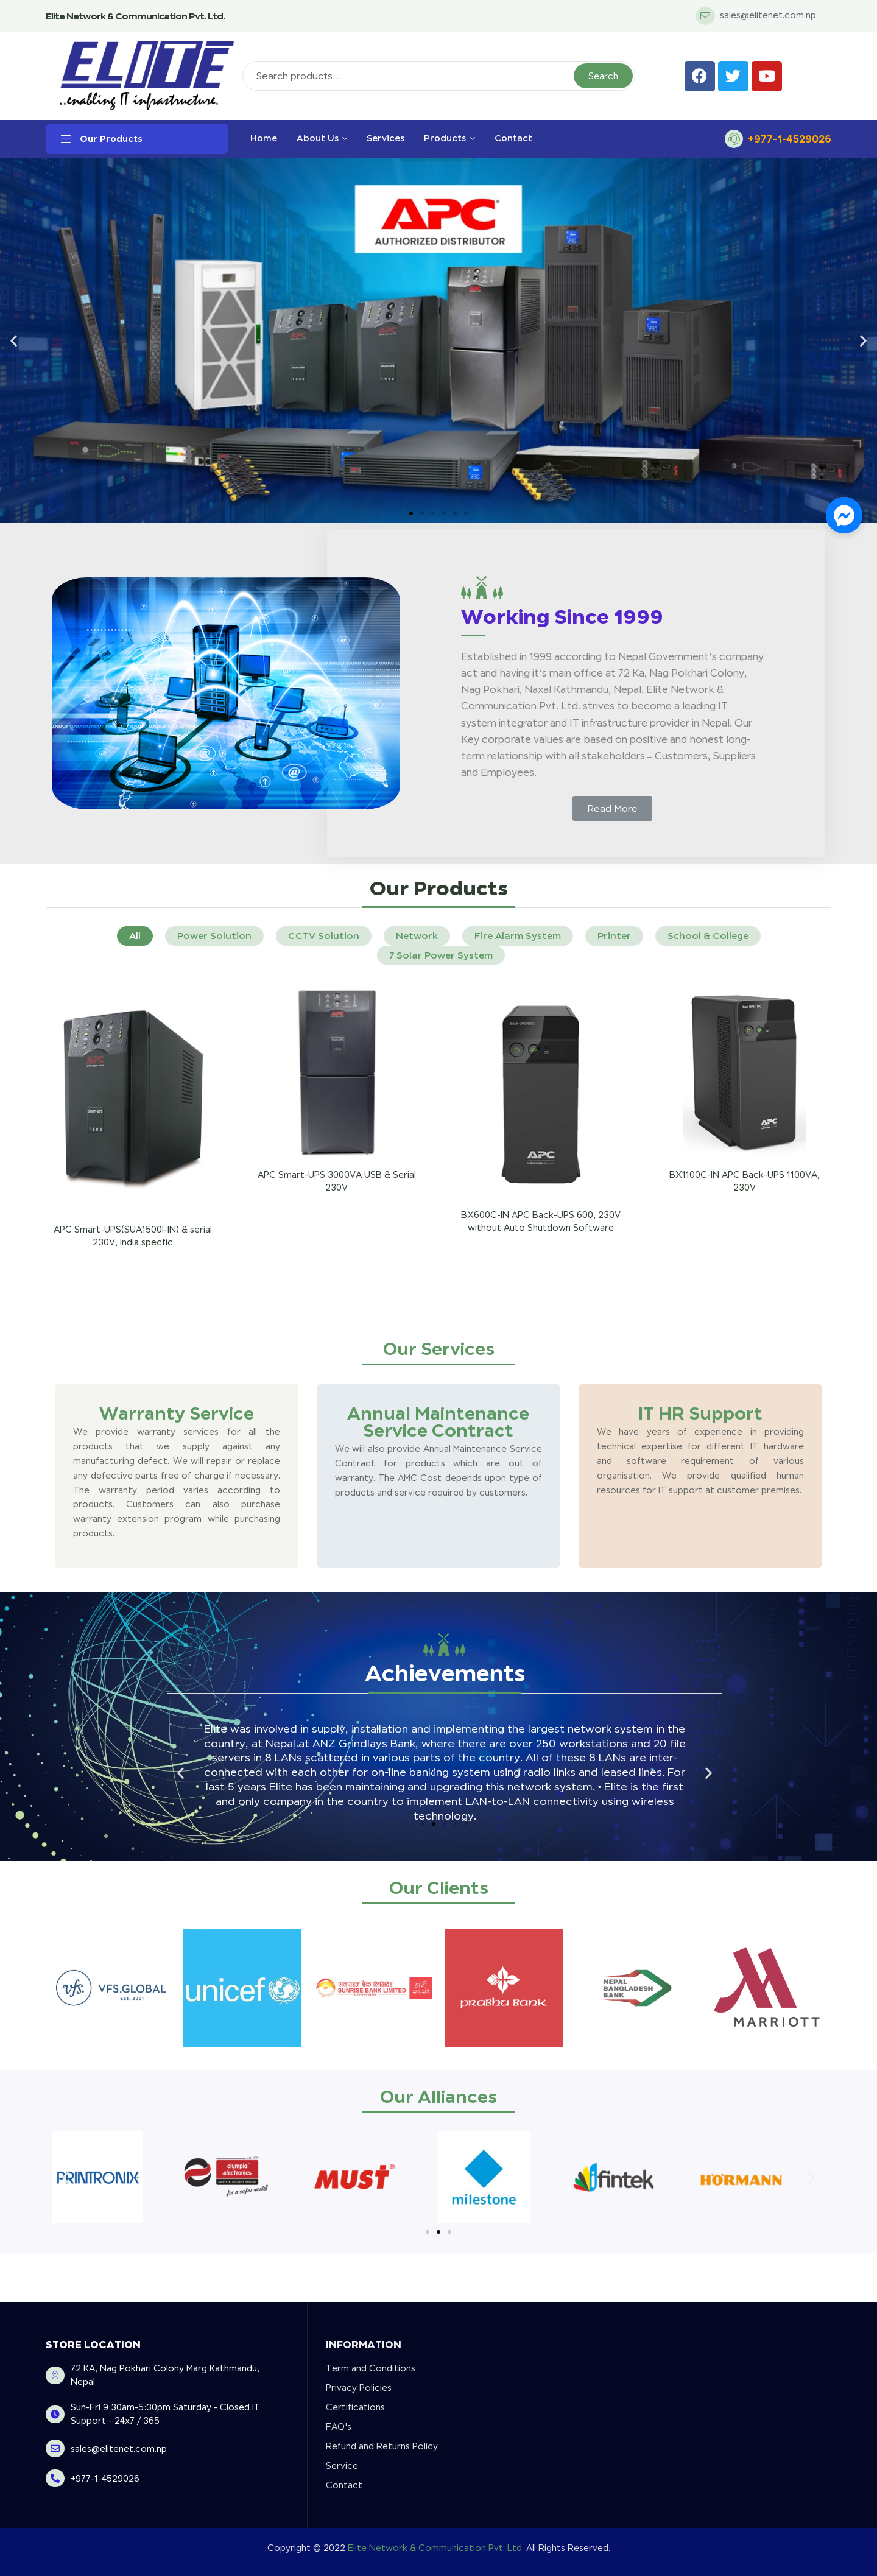 Elite Network & Communication Pvt. Ltd.
sales@elitenet.com.np
ELITE
..enabling IT infrastructure.
Search products...
Search
Our Products
Home
About Us
Services
Products
Contact
+977-1-4529026
APC
AUTHORIZED DISTRIBUTOR
Working Since 1999
Established in 1999 according to Nepal Government's company
act and having it's main office at 72 Ka, Nag Pokhari Colony,
Nag Pokhari, Naxal Kathmandu, Nepal. Elite Network &
Communication Pvt. Ltd. strives to become a leading IT
system integrator and IT infrastructure provider in Nepal. Our
Key corporate values are based on positive and honest long-
term relationship with all stakeholders – Customers, Suppliers
and Employees.
Read More
Our Products
All
Power Solution
CCTV Solution
Network
Fire Alarm System
Printer
School & College
7 Solar Power System
APC Smart-UPS(SUA1500I-IN) & serial
230V, India specfic
APC Smart-UPS 3000VA USB & Serial
230V
BX600C-IN APC Back-UPS 600, 230V
without Auto Shutdown Software
BX1100C-IN APC Back-UPS 1100VA,
230V
Our Services
Warranty Service
We provide warranty services for all the
products that we supply against any
manufacturing defect. We will repair or replace
any defective parts free of charge if necessary.
The warranty period varies according to
products. Customers can also purchase
warranty extension program while purchasing
products.
Annual Maintenance
Service Contract
We will also provide Annual Maintenance Service
Contract for products which are out of
warranty. The AMC Cost depends upon type of
products and service required by customers.
IT HR Support
We have years of experience in providing
technical expertise for different IT hardware
and software requirement of various
organisation. We provide qualified human
resources for IT support at customer premises.
Achievements
Elite was involved in supply, installation and implementing the largest network system in the
country, at Nepal at ANZ Grindlays Bank, where there are over 250 workstations and 20 file
servers in 8 LANs scattered in various parts of the country. All of these 8 LANs are inter-
connected with each other for on-line banking system using radio links and leased lines. For
last 5 years Elite has been maintaining and upgrading this network system. • Elite is the first
and only company in the country to implement LAN-to-LAN connectivity using wireless
technology.
Our Clients
vfs.
VFS.GLOBAL
EST. 2001
unicef
सनराइज बैंक लिमिटेड
SUNRISE BANK LIMITED
PRABHU BANK
NEPAL
BANGLADESH
BANK
MARRIOTT
Our Alliances
PRINTRONIX
olympia
electronics
...for a safer world
MUST®
milestone
fintek
HÖRMANN
STORE LOCATION
72 KA, Nag Pokhari Colony Marg Kathmandu,
Nepal
Sun-Fri 9:30am-5:30pm Saturday - Closed IT
Support - 24x7 / 365
sales@elitenet.com.np
+977-1-4529026
INFORMATION
Term and Conditions
Privacy Policies
Certifications
FAQ's
Refund and Returns Policy
Service
Contact
Copyright © 2022 Elite Network & Communication Pvt. Ltd. All Rights Reserved.